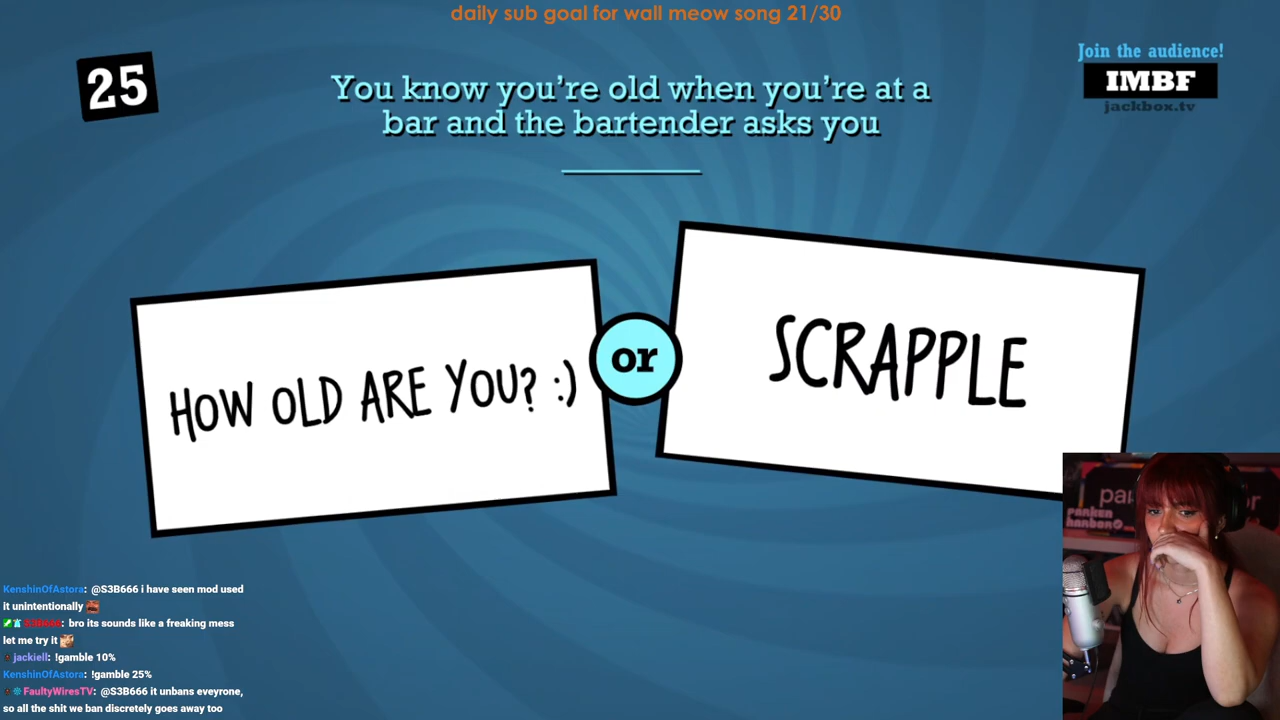 daily sub goal for wall meow song 21/30
25
You know you're old when you're at a
bar and the bartender asks you
Join the audience!
IMBF
jackbox.tv
HOW OLD ARE YOU? :)
or
SCRAPPLE
PARKER
HARBOR
KenshinOfAstora: @S3B666 i have seen mod used
it unintentionally
: bro its sounds like a freaking mess
let me try it
jackiell: !gamble 10%
KenshinOfAstora: !gamble 25%
FaultyWiresTV: @S3B666 it unbans eveyrone,
so all the shit we ban discretely goes away too